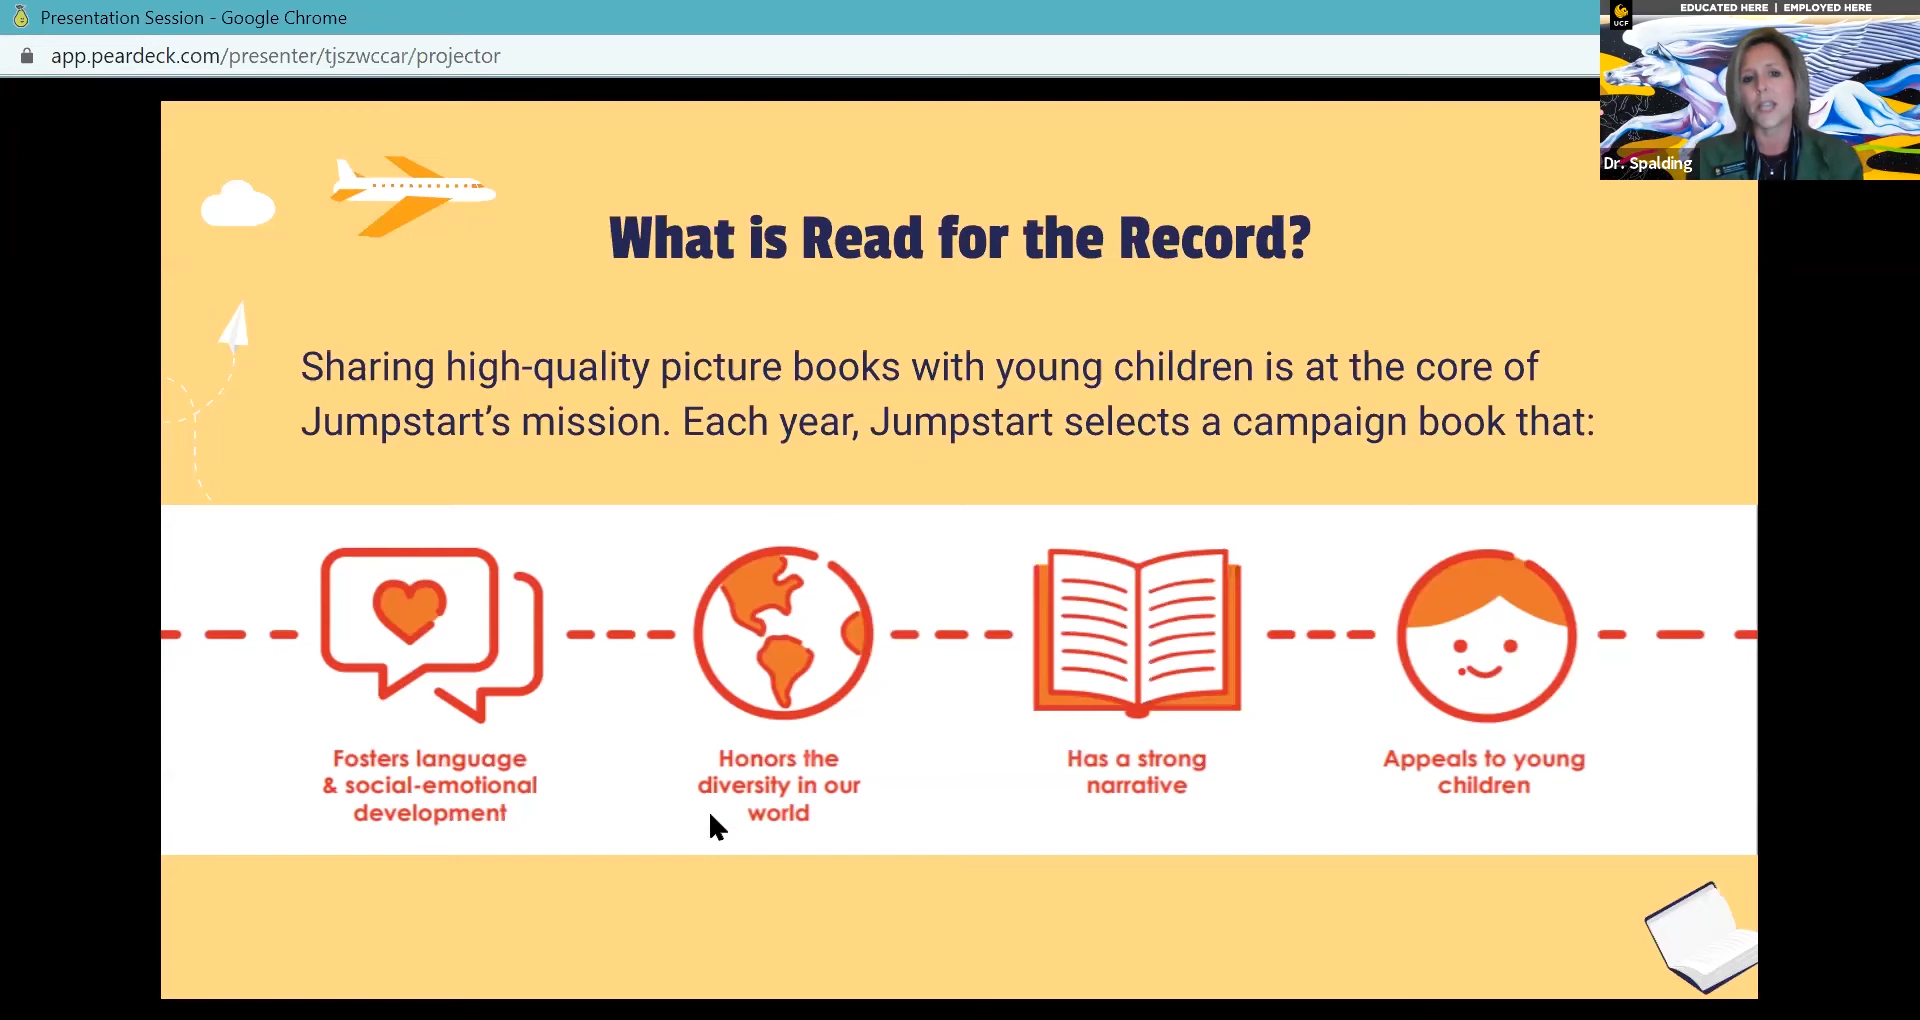 Presentation Session - Google Chrome
app.peardeck.com/presenter/tjszwccar/projector
EDUCATED HERE | EMPLOYED HERE
UCF
Dr. Spalding
What is Read for the Record?
Sharing high-quality picture books with young children is at the core of
Jumpstart’s mission. Each year, Jumpstart selects a campaign book that:
Fosters language
& social-emotional
development
Honors the
diversity in our
world
Has a strong
narrative
Appeals to young
children